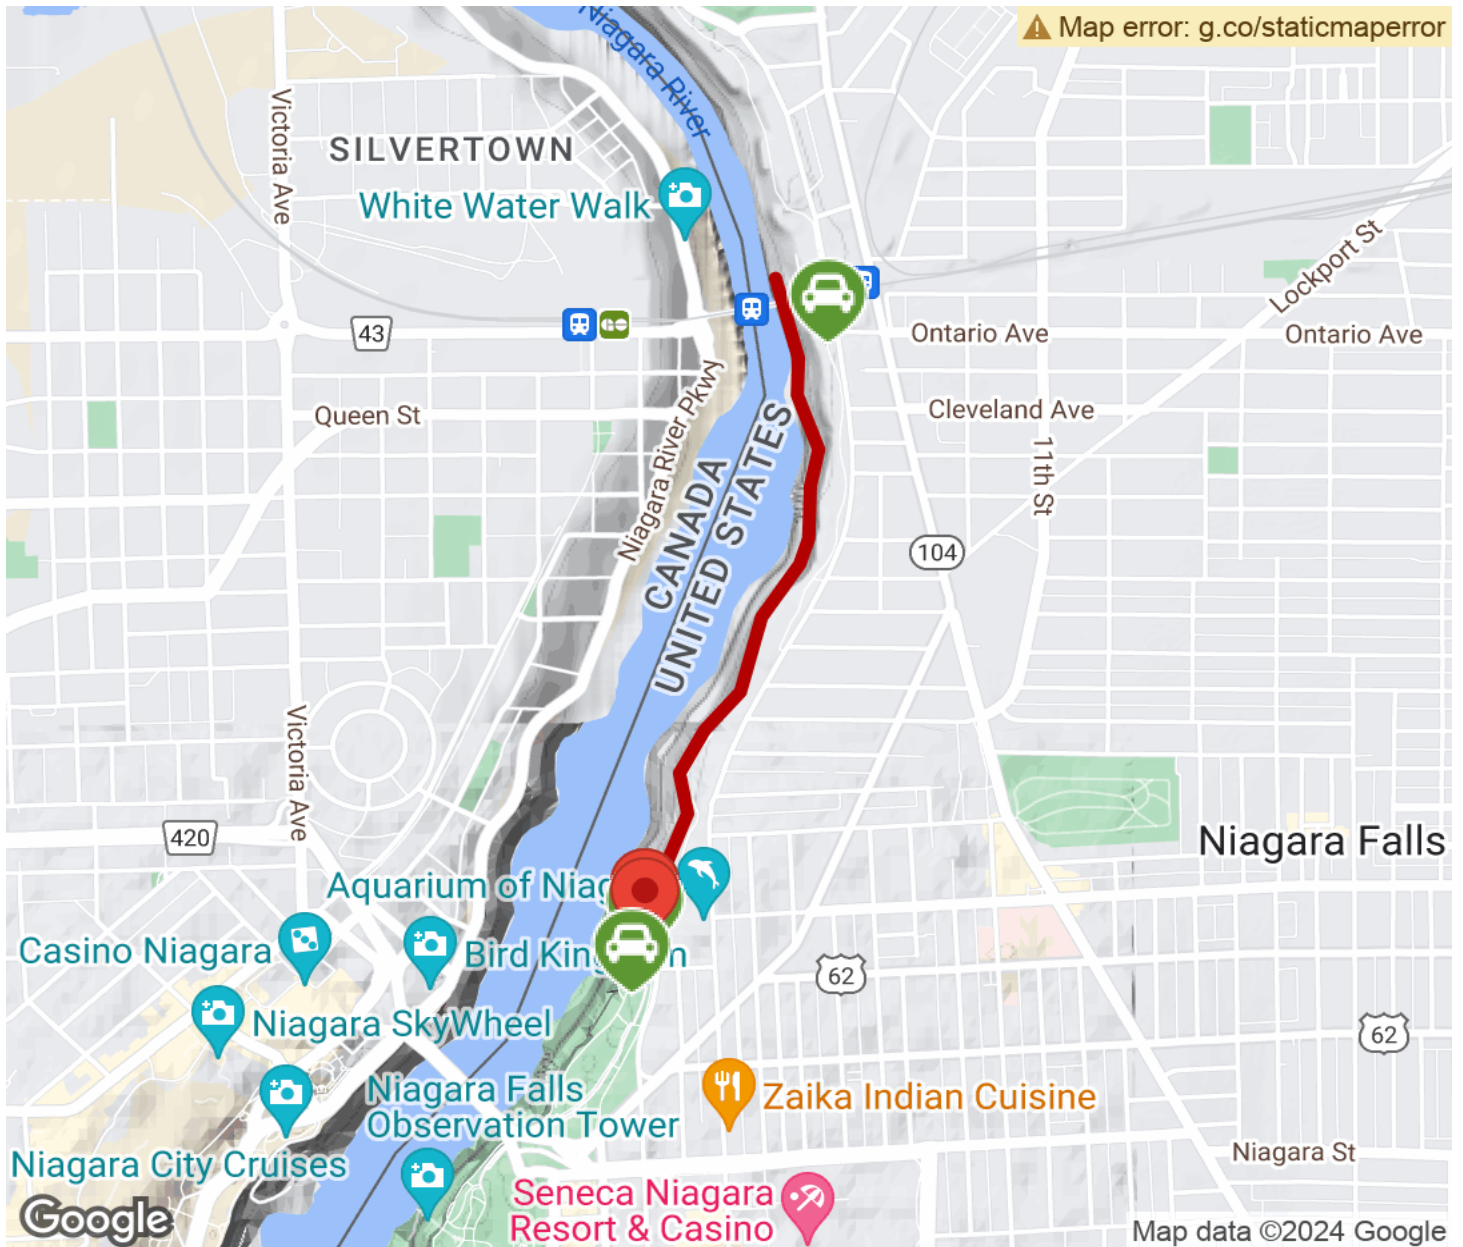 Niagara River
Map error: g.co/staticmaperror
Victoria Ave
SILVERTOWN
White Water Walk
Lockport St
43
Ontario Ave
Ontario Ave
Queen St
Niagara River Pkwy
Cleveland Ave
11th St
CANADA
UNITED STATES
104
Victoria Ave
420
Niagara Falls
Aquarium of Niag
Casino Niagara
Bird King
m
62
Niagara SkyWheel
62
Niagara Falls
Observation Tower
Zaika Indian Cuisine
Niagara City Cruises
Niagara St
Seneca Niagara
Resort & Casino
Google
Map data ©2024 Google